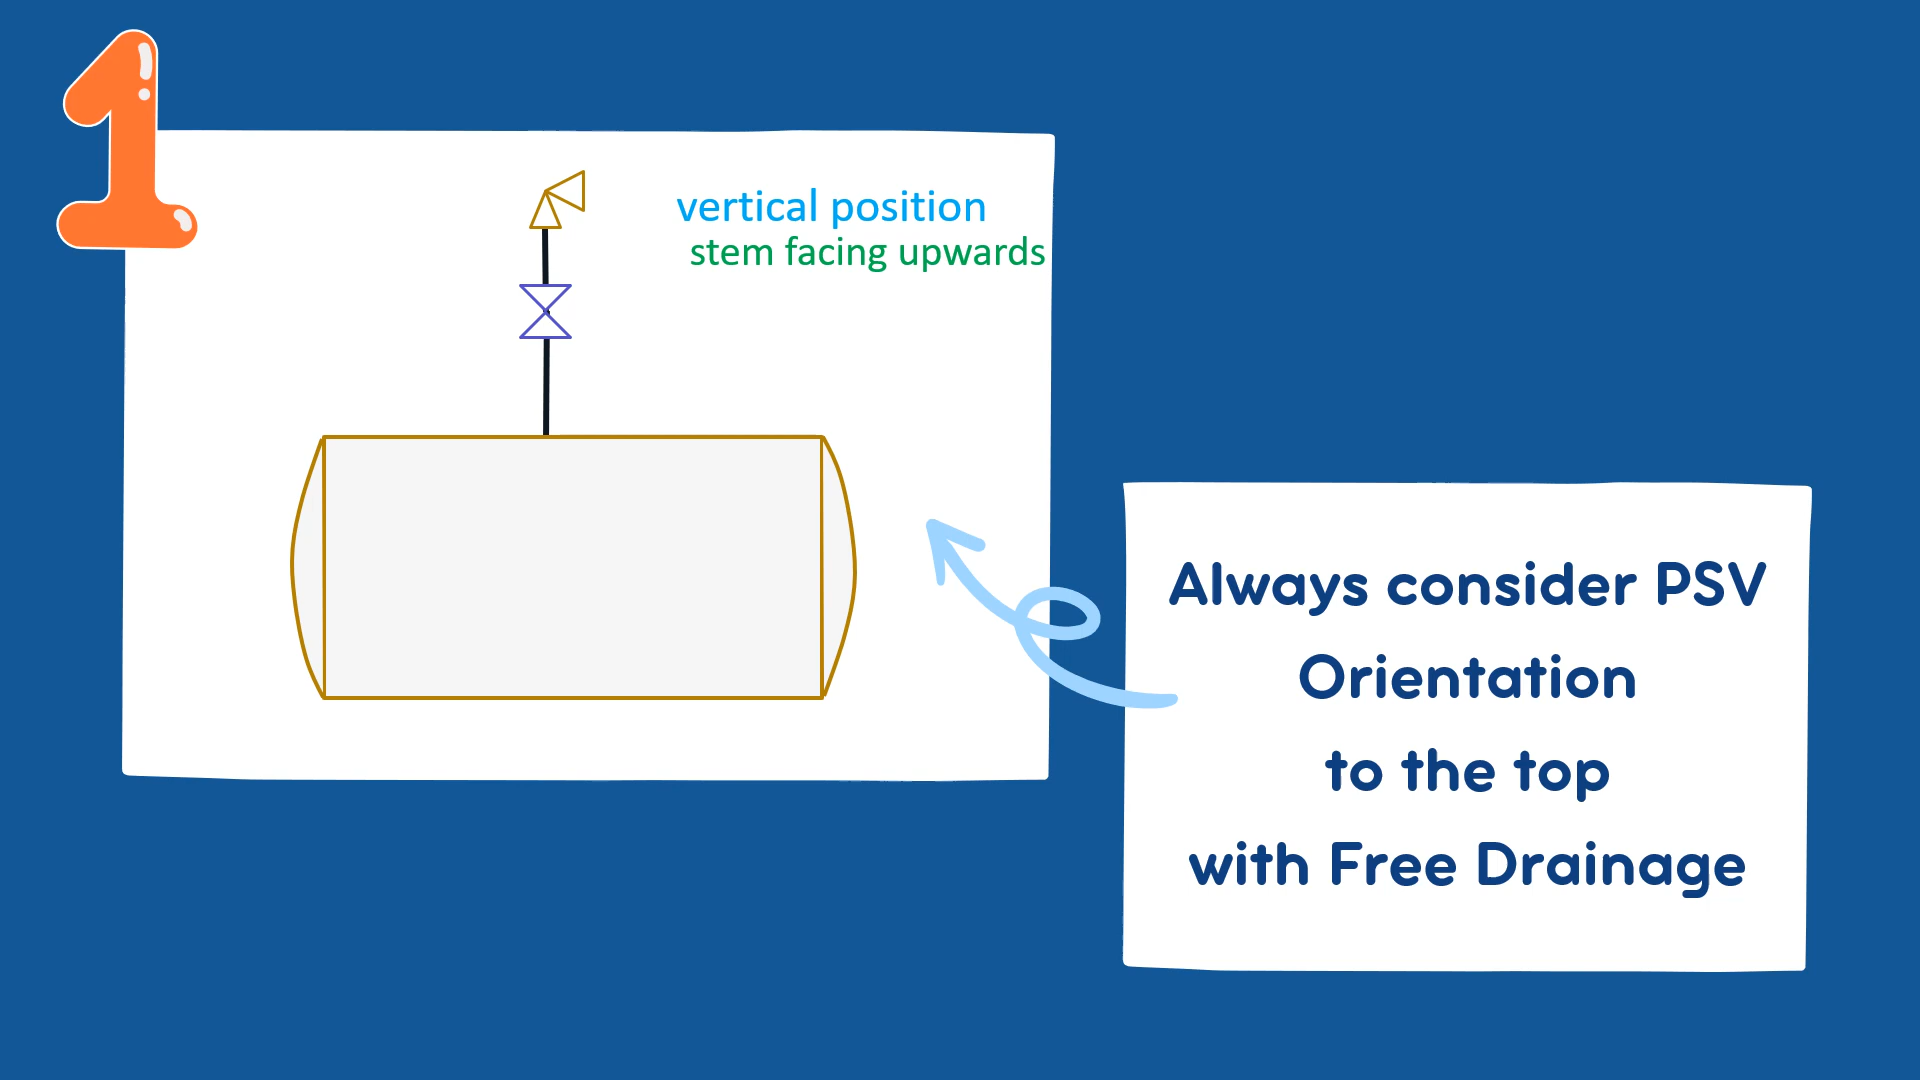 1
vertical position
stem facing upwards
Always consider PSV
Orientation
to the top
with Free Drainage